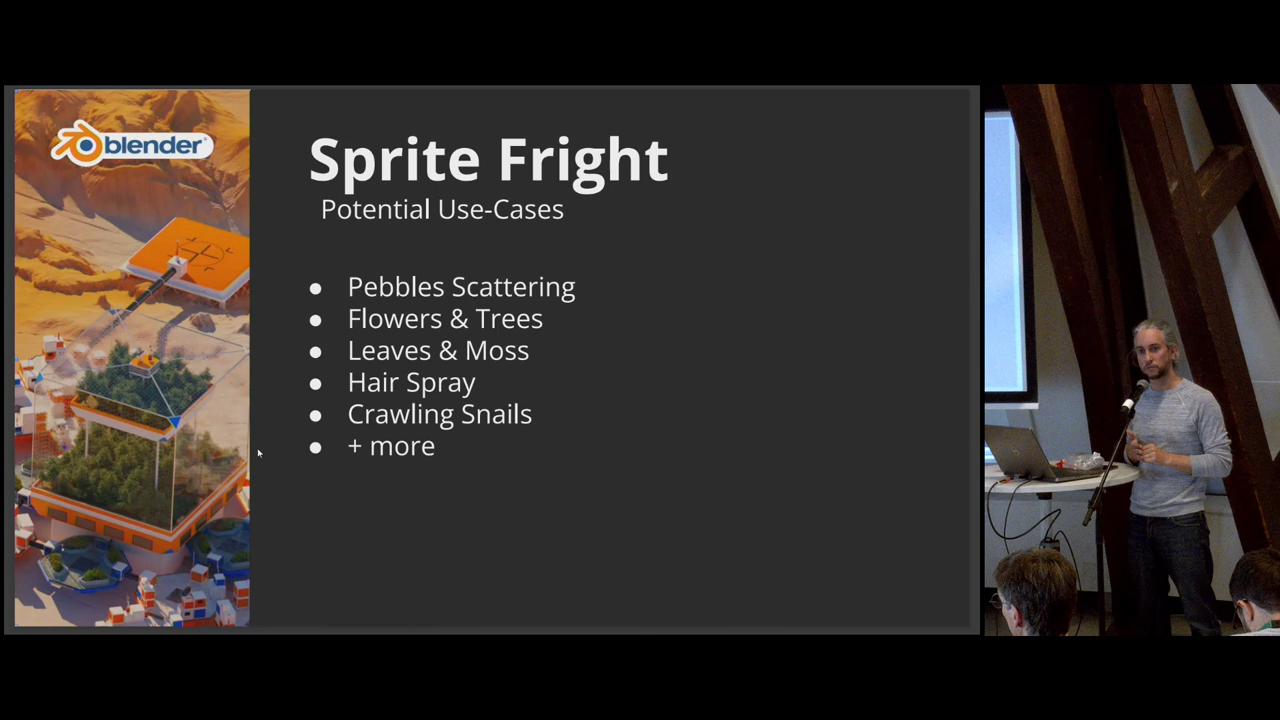 blender
Sprite Fright
Potential Use-Cases
● Pebbles Scattering
● Flowers & Trees
● Leaves & Moss
● Hair Spray
● Crawling Snails
● + more